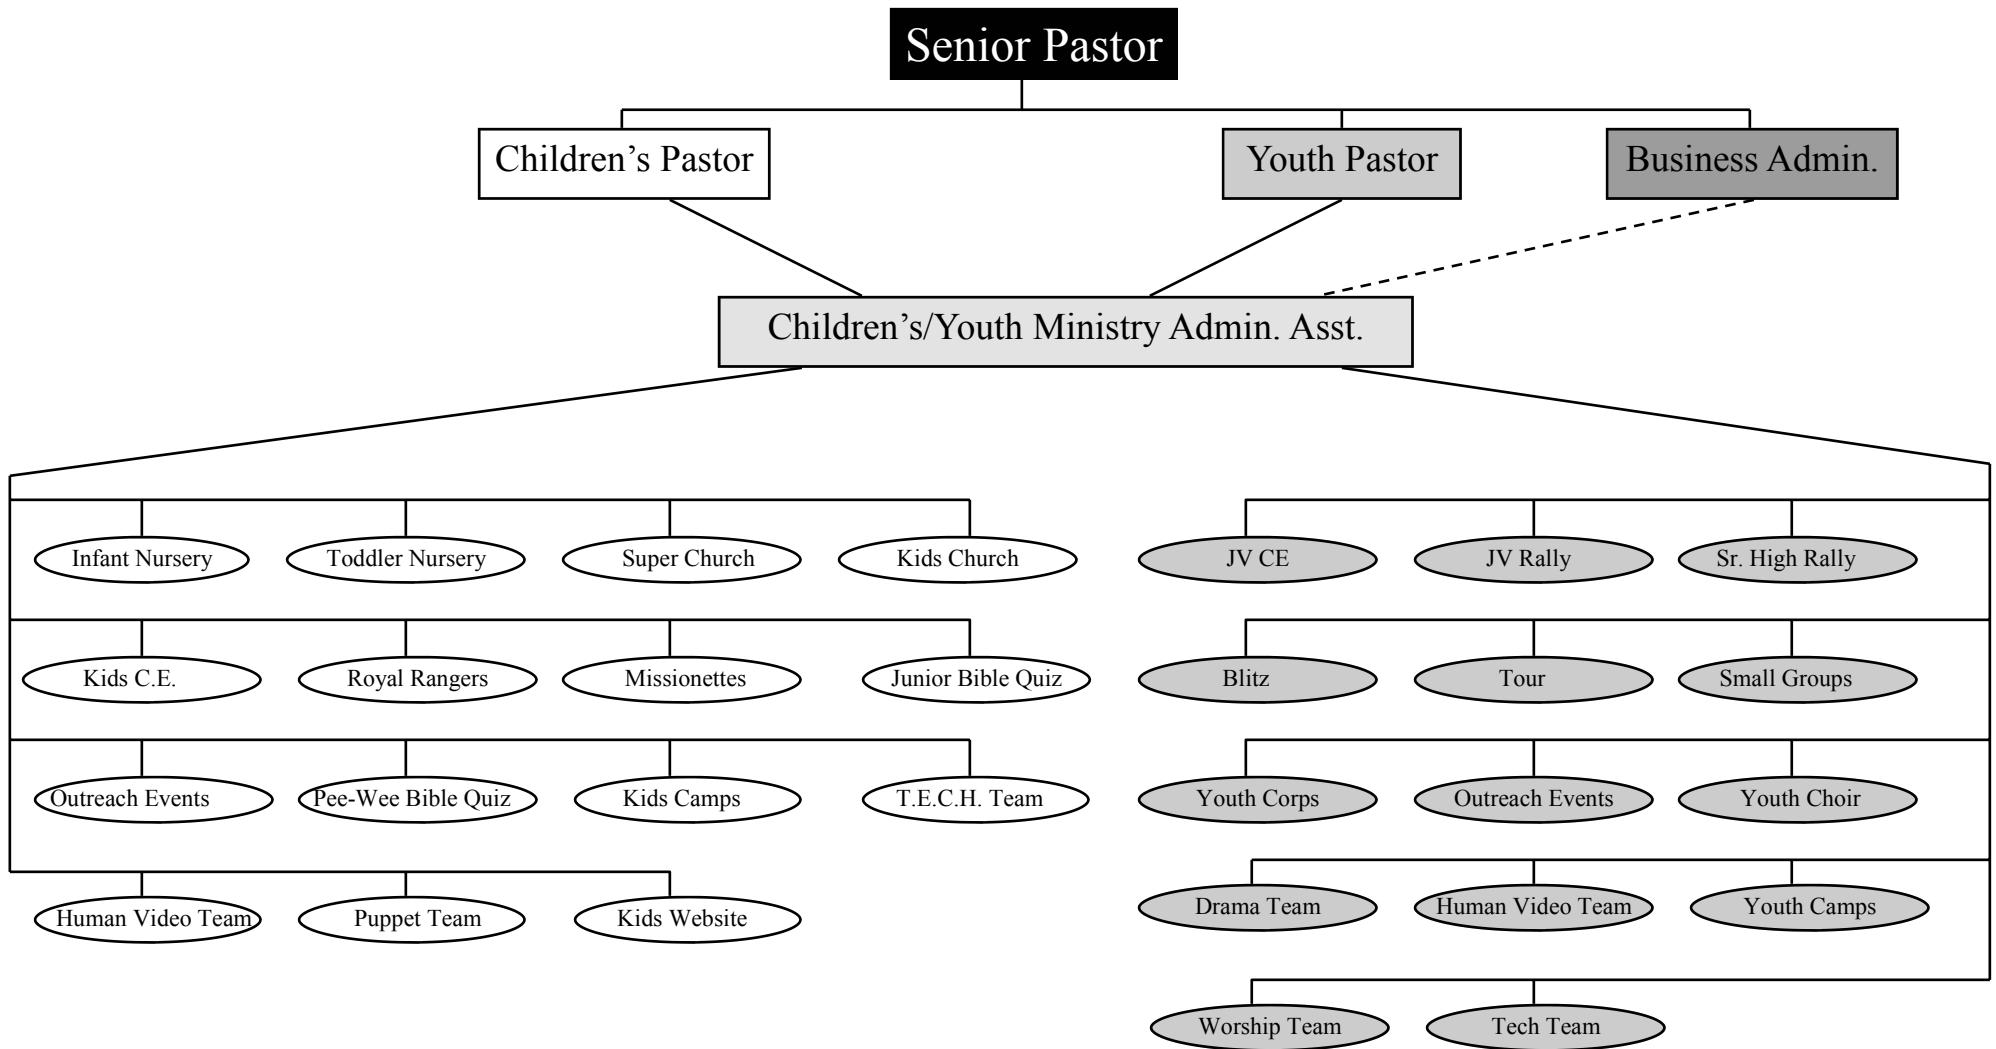 Senior Pastor
Children’s Pastor
Youth Pastor
Business Admin.
Children’s/Youth Ministry Admin. Asst.
Infant Nursery
Toddler Nursery
Super Church
Kids Church
JV CE
JV Rally
Sr. High Rally
Kids C.E.
Royal Rangers
Missionettes
Junior Bible Quiz
Blitz
Tour
Small Groups
Outreach Events
Pee-Wee Bible Quiz
Kids Camps
T.E.C.H. Team
Youth Corps
Outreach Events
Youth Choir
Human Video Team
Puppet Team
Kids Website
Drama Team
Human Video Team
Youth Camps
Worship Team
Tech Team